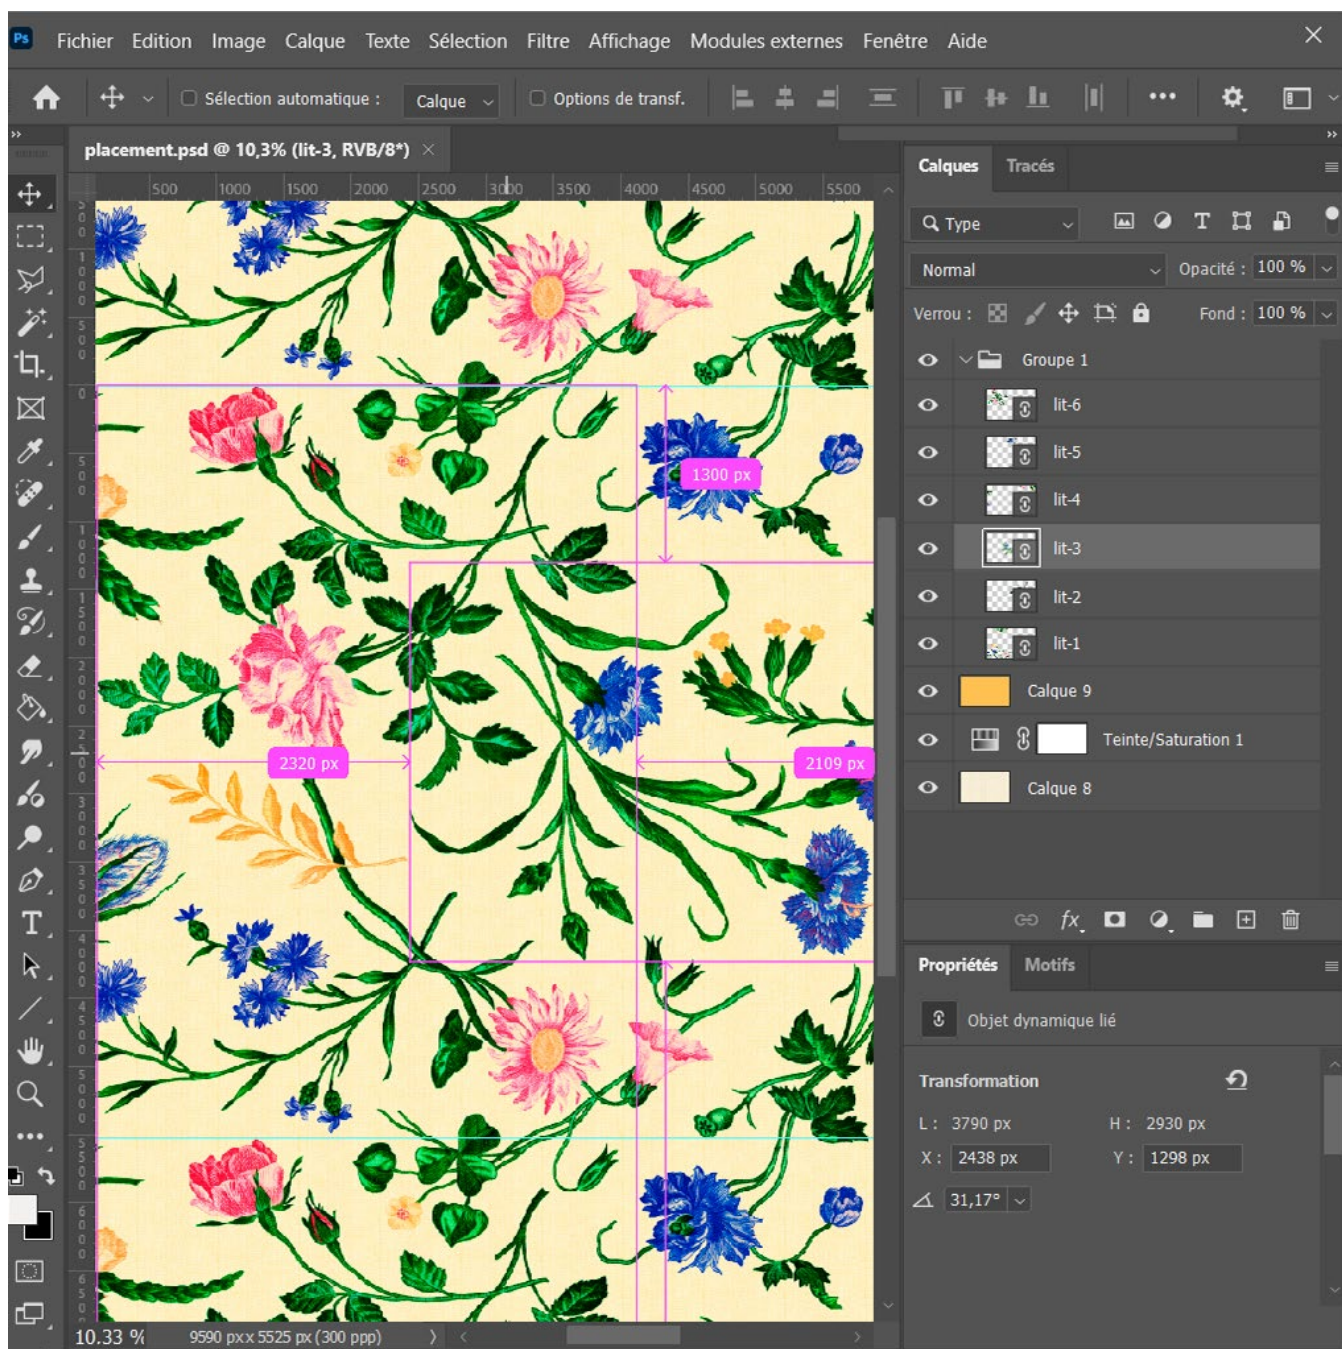 Ps Fichier Edition Image Calque Texte Sélection Filtre Affichage Modules externes Fenêtre Aide
Sélection automatique : Calque Options de transf.
placement.psd @ 10,3% (lit-3, RVB/8*)
500 1000 1500 2000 2500 3000 3500 4000 4500 5000 5500
1300 px
2320 px
2109 px
10.33 % 9590 px x 5525 px (300 ppp)
Calques Tracés
Type
Normal Opacité : 100 %
Verrou : Fond : 100 %
Groupe 1
lit-6
lit-5
lit-4
lit-3
lit-2
lit-1
Calque 9
Teinte/Saturation 1
Calque 8
fx
Propriétés Motifs
Objet dynamique lié
Transformation
L : 3790 px H : 2930 px
X : 2438 px Y : 1298 px
31,17°